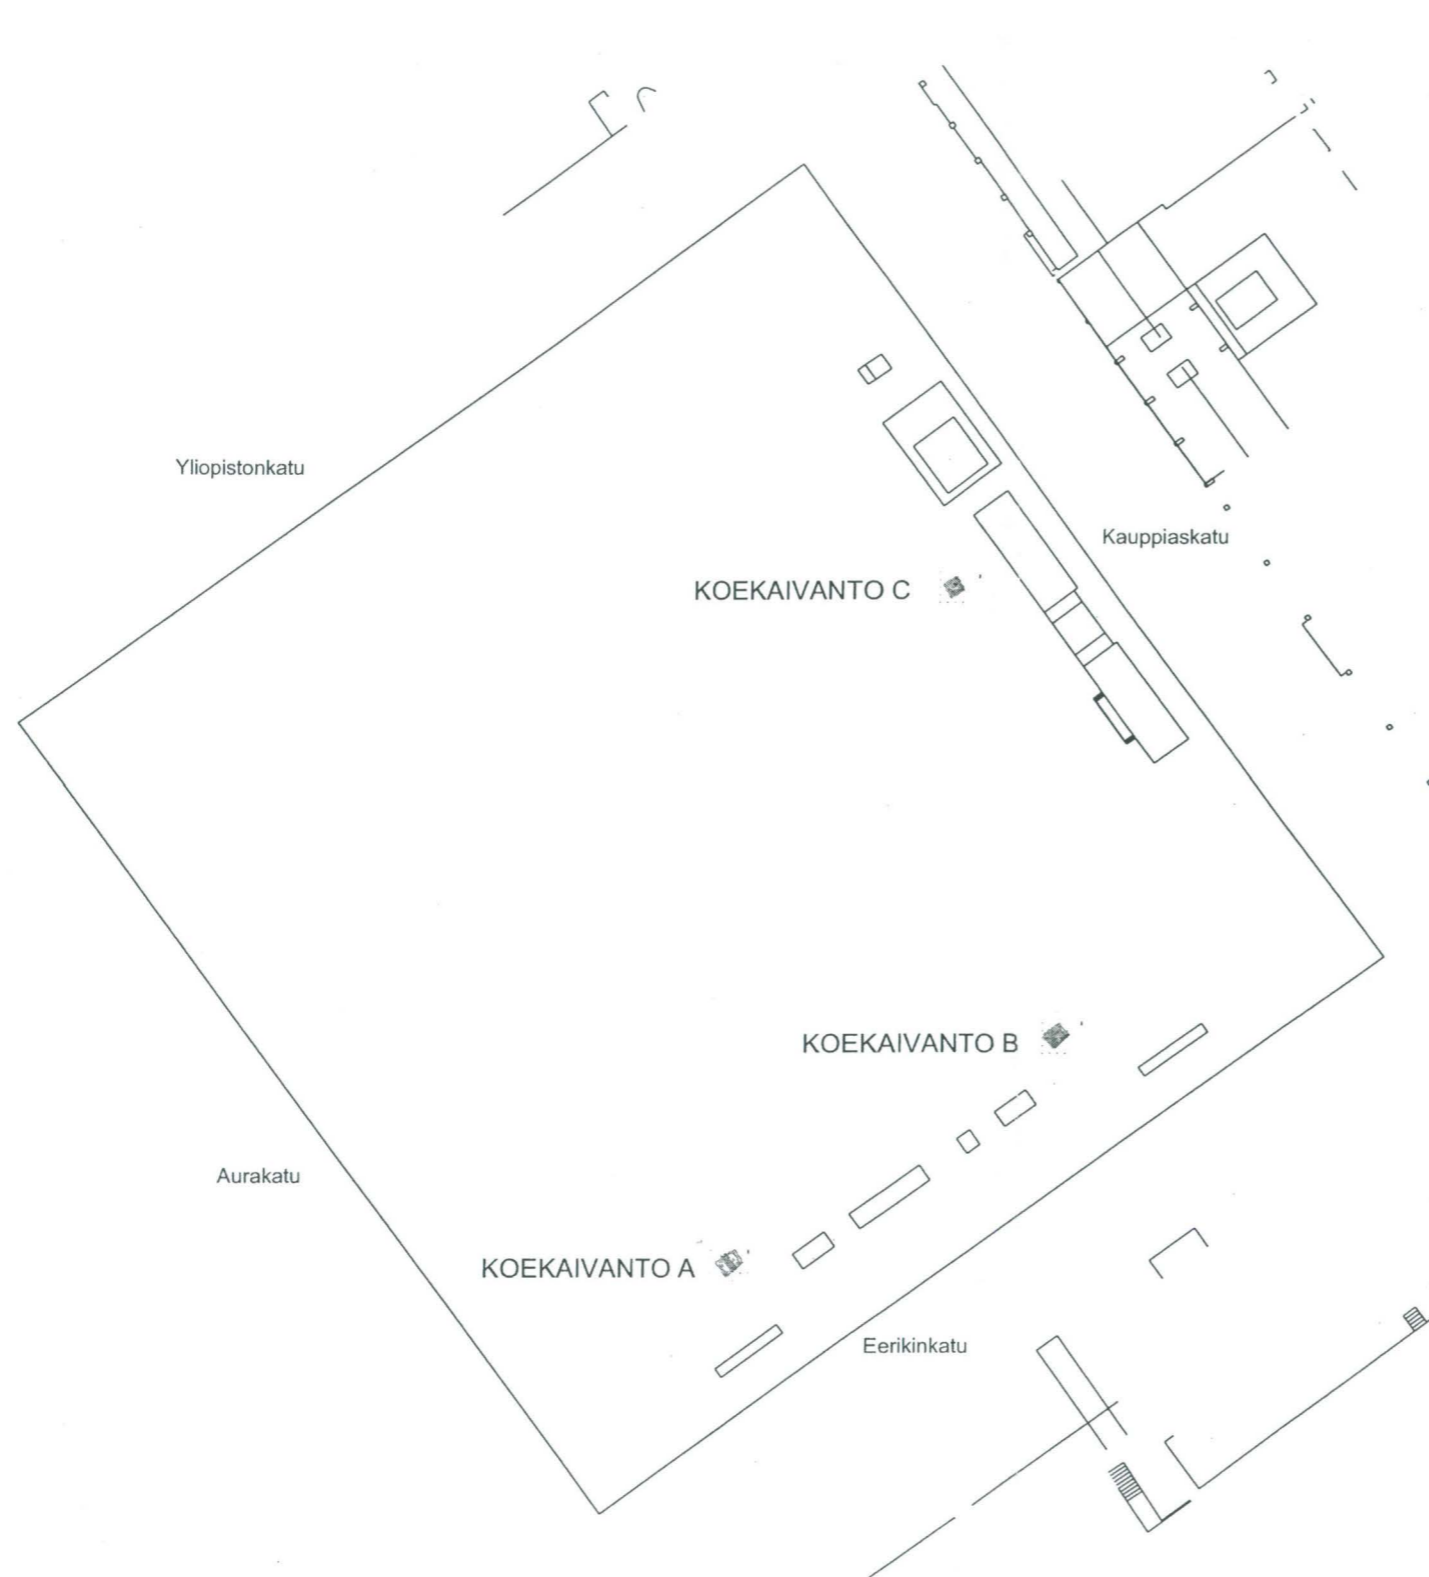 Yliopistonkatu
Kauppiaskatu
KOEKAIVANTO C
KOEKAIVANTO B
Aurakatu
KOEKAIVANTO A
Eerikinkatu